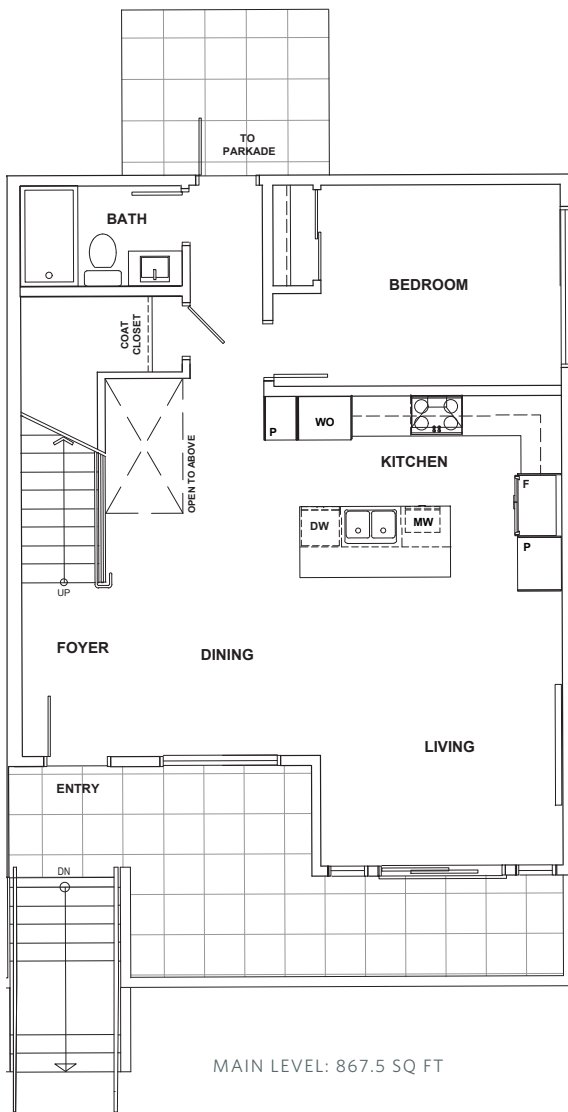 TO
PARKADE
BATH
BEDROOM
COAT
CLOSET
OPEN TO ABOVE
P
WO
KITCHEN
F
DW
MW
P
UP
FOYER
DINING
LIVING
ENTRY
DN
MAIN LEVEL: 867.5 SQ FT